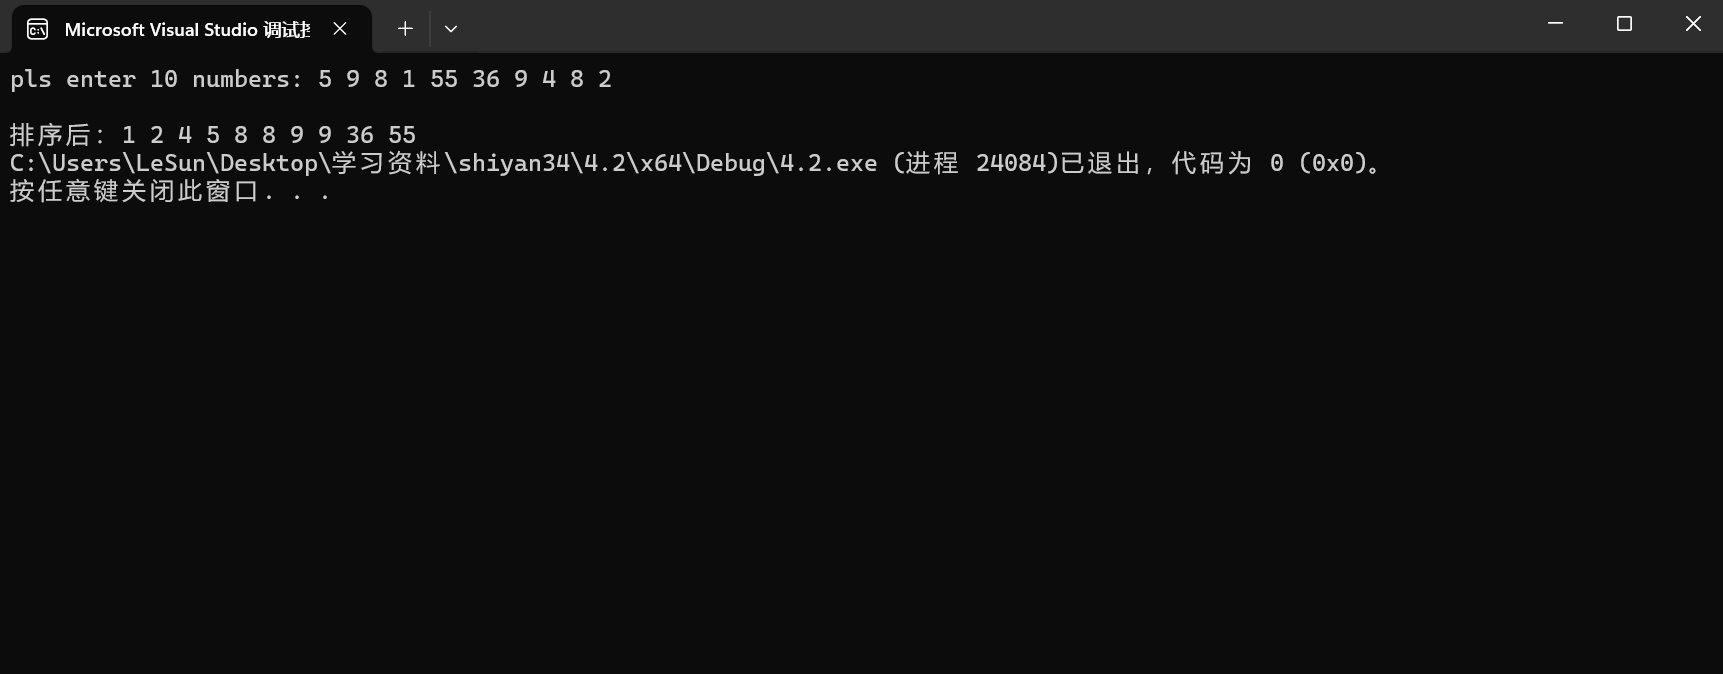 Microsoft Visual Studio 调试
pls enter 10 numbers: 5 9 8 1 55 36 9 4 8 2
排序后: 1 2 4 5 8 8 9 9 36 55
C:\Users\LeSun\Desktop\学习资料\shiyan34\4.2\x64\Debug\4.2.exe (进程 24084)已退出，代码为 0 (0x0)。
按任意键关闭此窗口. . .